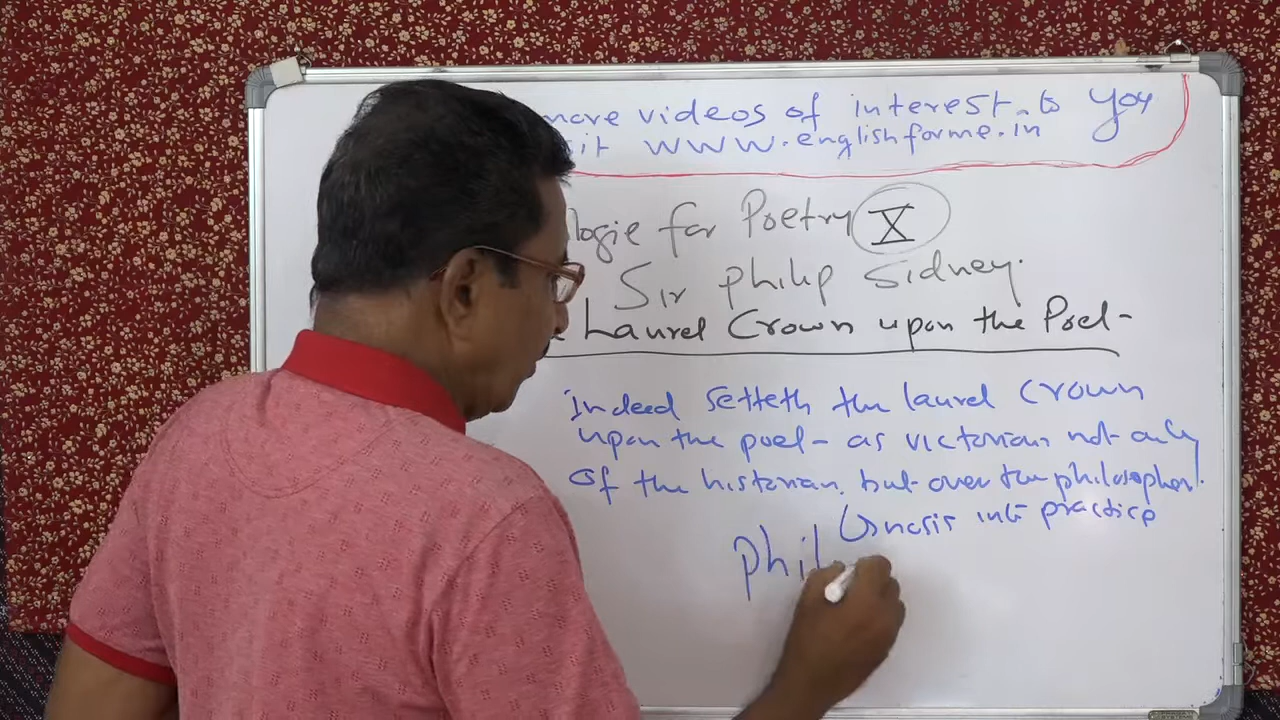 more videos of interest to you
it www.englishforme.in
logie for Poetry X
Sir Philip Sidney.
Laurel Crown upon the Poet
indeed setteth the laurel crown
upon the poet as victorian not only
of the historian, but over the philosopher.
Gnosis into practice
phil